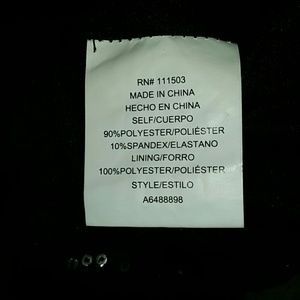 RN# 111503
MADE IN CHINA
HECHO EN CHINA
SELF/CUERPO
90%POLYESTER/POLIÉSTER
10%SPANDEX/ELASTANO
LINING/FORRO
100%POLYESTER/POLIÉSTER
STYLE/ESTILO
A6488898